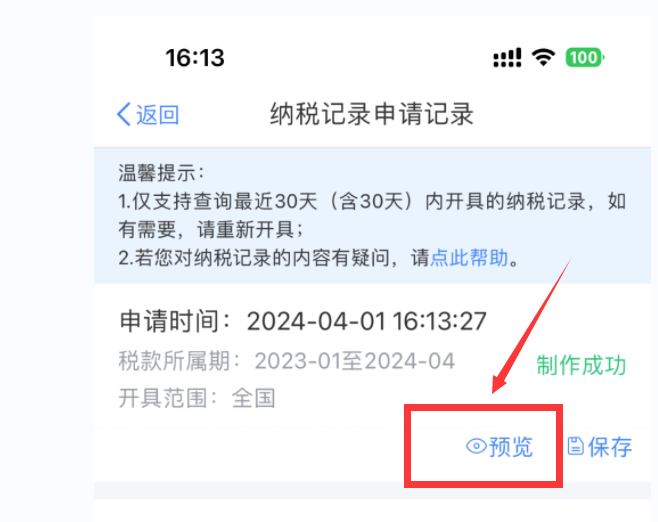 16:13 100
返回 纳税记录申请记录
温馨提示：
1.仅支持查询最近30天（含30天）内开具的纳税记录，如
有需要，请重新开具；
2.若您对纳税记录的内容有疑问，请点此帮助。
申请时间：2024-04-01 16:13:27
税款所属期：2023-01至2024-04
制作成功
开具范围：全国
预览 保存